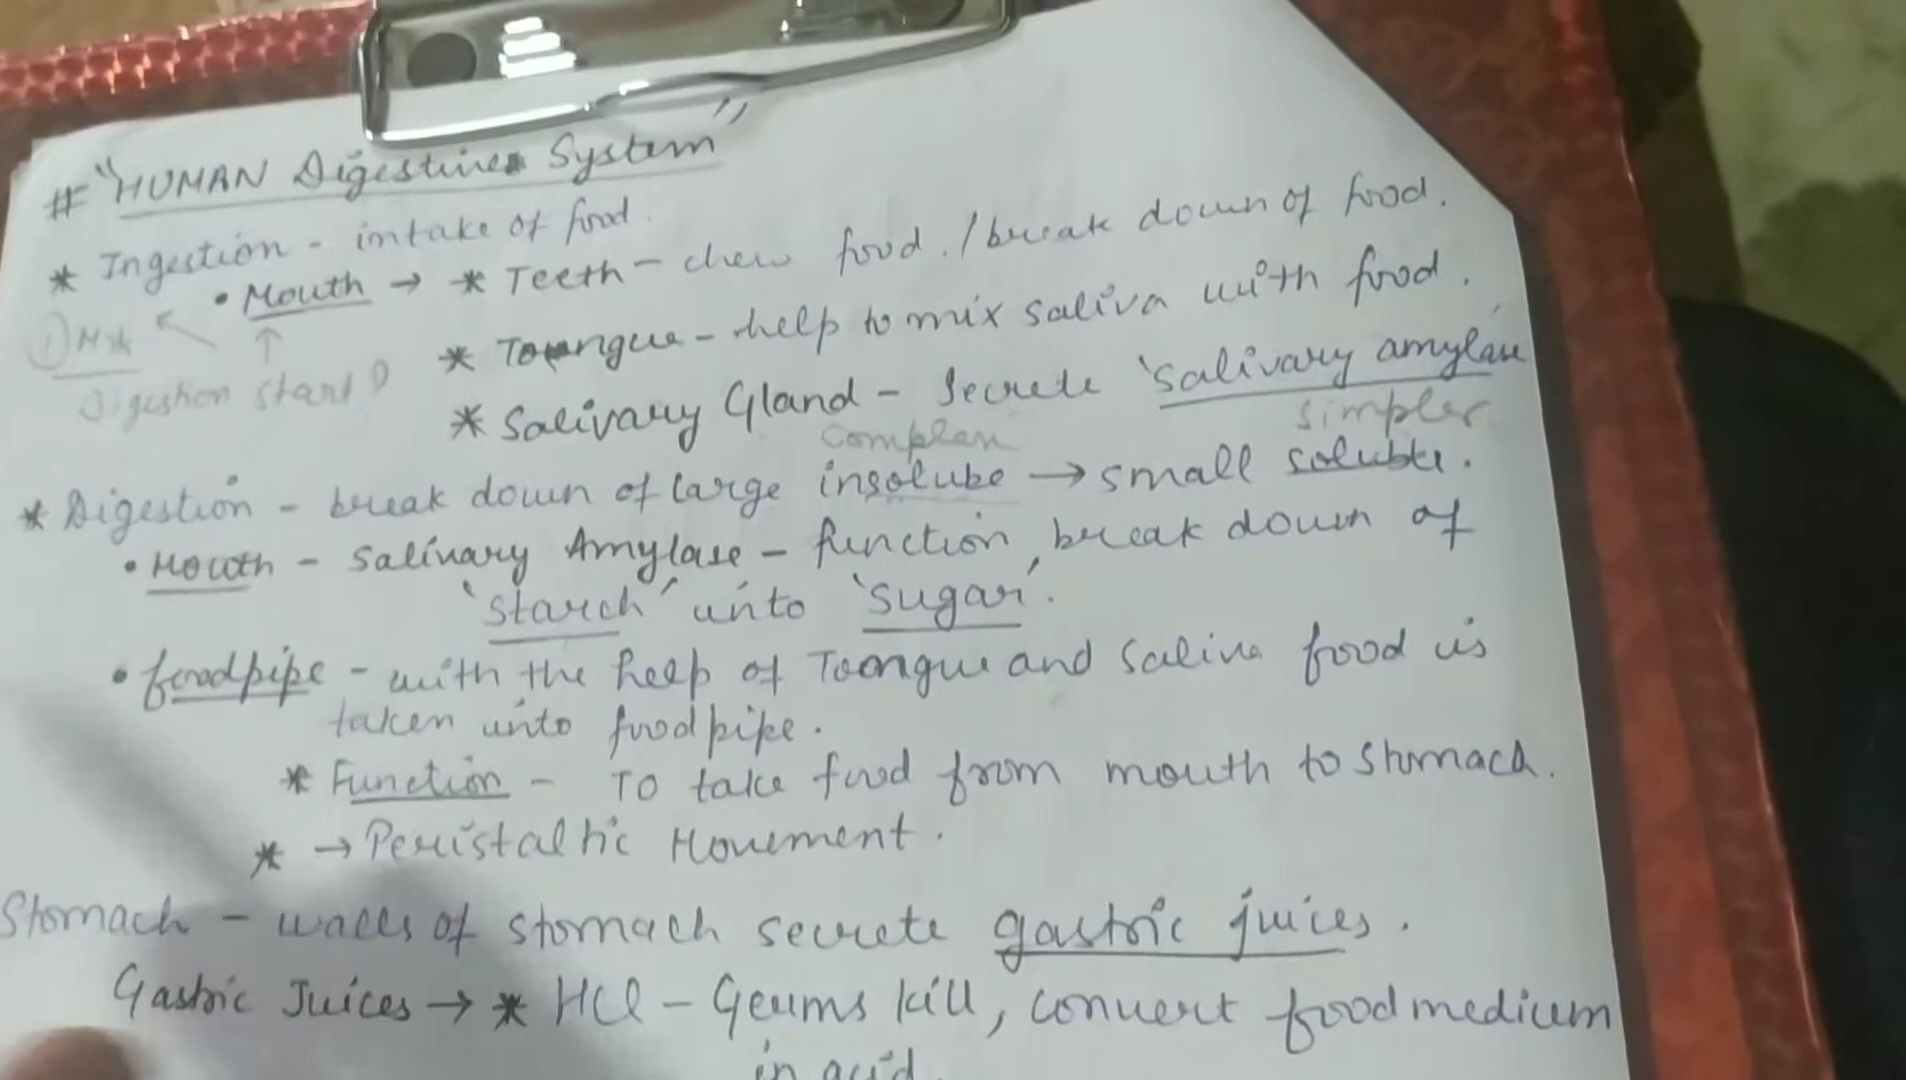 # "HUMAN Digestive System"
* Ingestion - intake of food.
• Mouth → * Teeth - chew food. / break down of food.
* Toungue - help to mix saliva with food.
① 
Digestion start
* Salivary Gland - Secrete 'salivary amylase
complex simpler
* Digestion - break down of large insolube → small soluble.
• Mouth - Salivary Amylase - function, break down of
'starch' into 'sugar'.
• foodpipe - with the help of Toongue and Saliva food is
taken into foodpipe.
* Function - To take food from mouth to Stomach.
* → Peristaltic Movement.
Stomach - walls of stomach secrete gastric juices.
Gastric Juices → * HCl - Germs kill, convert food medium
in acid.